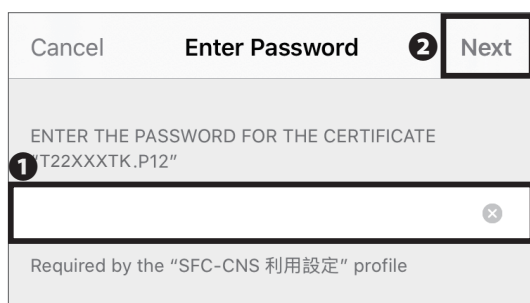 Cancel Enter Password ❷ Next
ENTER THE PASSWORD FOR THE CERTIFICATE
❶
"T22XXXTK.P12"
Required by the "SFC-CNS 利用設定" profile